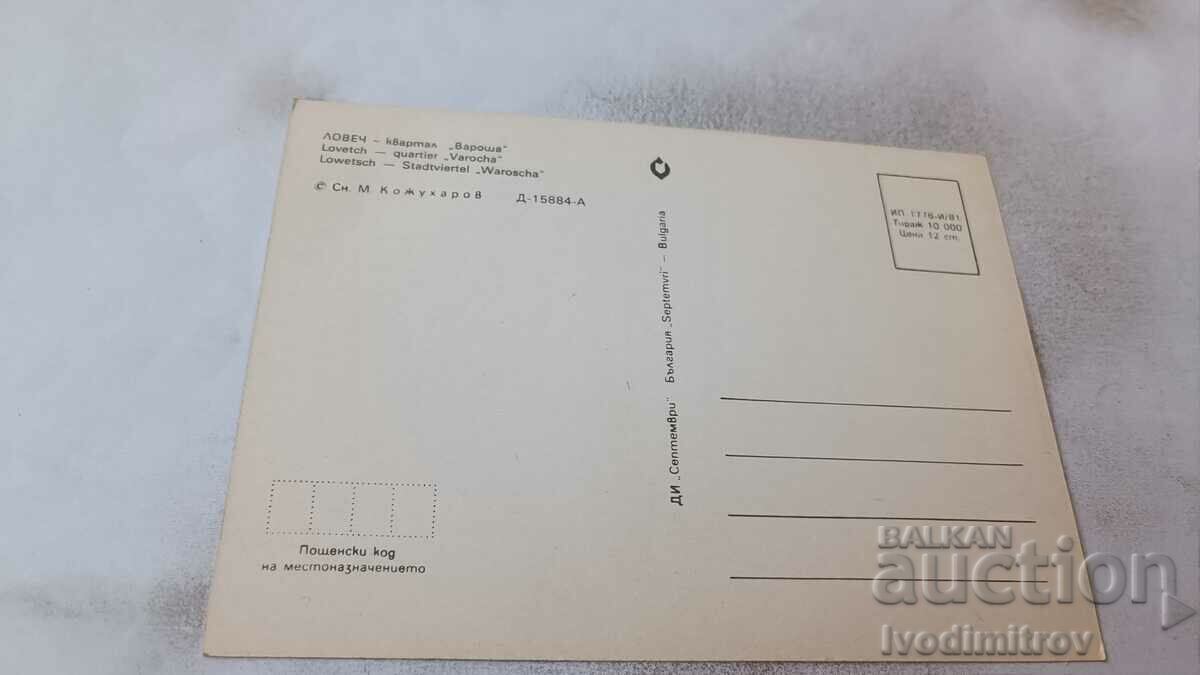 ЛОВЕЧ – квартал „Вароша"
Lovetch — quartier „Varocha"
Lowetsch — Stadtviertel „Waroscha"
© Сн. М. Кожухаров Д-15884-А
ИП. 1776-И/81
Тираж 10 000
Цена 12 ст.
ДИ „Септември" България „Septemvri" – Bulgaria
Пощенски код
на местоназначението
BALKAN
auction
Ivodimitrov